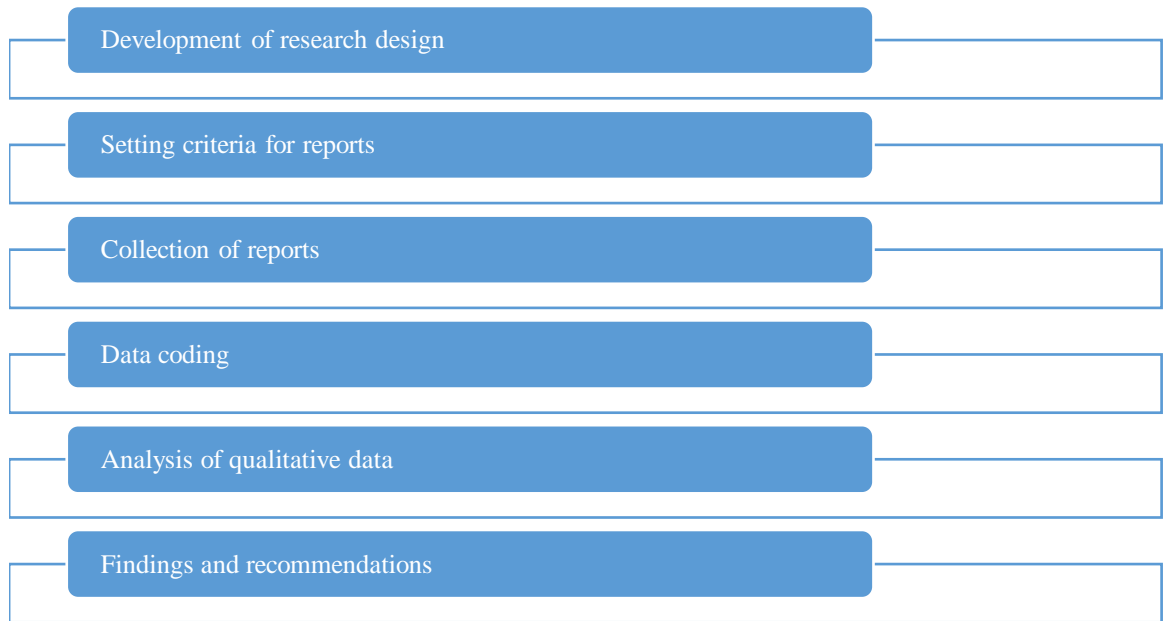 Development of research design
Setting criteria for reports
Collection of reports
Data coding
Analysis of qualitative data
Findings and recommendations